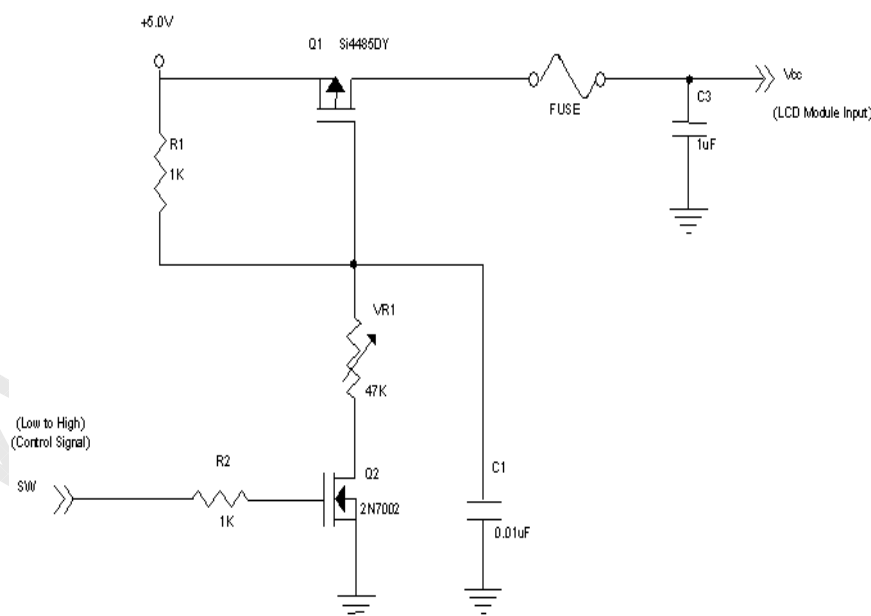 +5.0V
Q1 Si4485DY
Vcc
C3
FUSE
(LCD Module Input)
R1
1uF
1K
VR1
47K
(Low to High)
(Control Signal)
R2
Q2
C1
SW
2N7002
1K
0.01uF